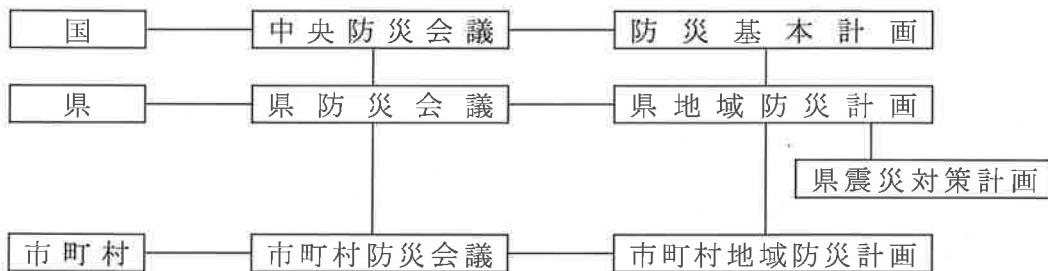 国 中央防災会議 防災基本計画
県 県防災会議 県地域防災計画
県震災対策計画
市町村 市町村防災会議 市町村地域防災計画